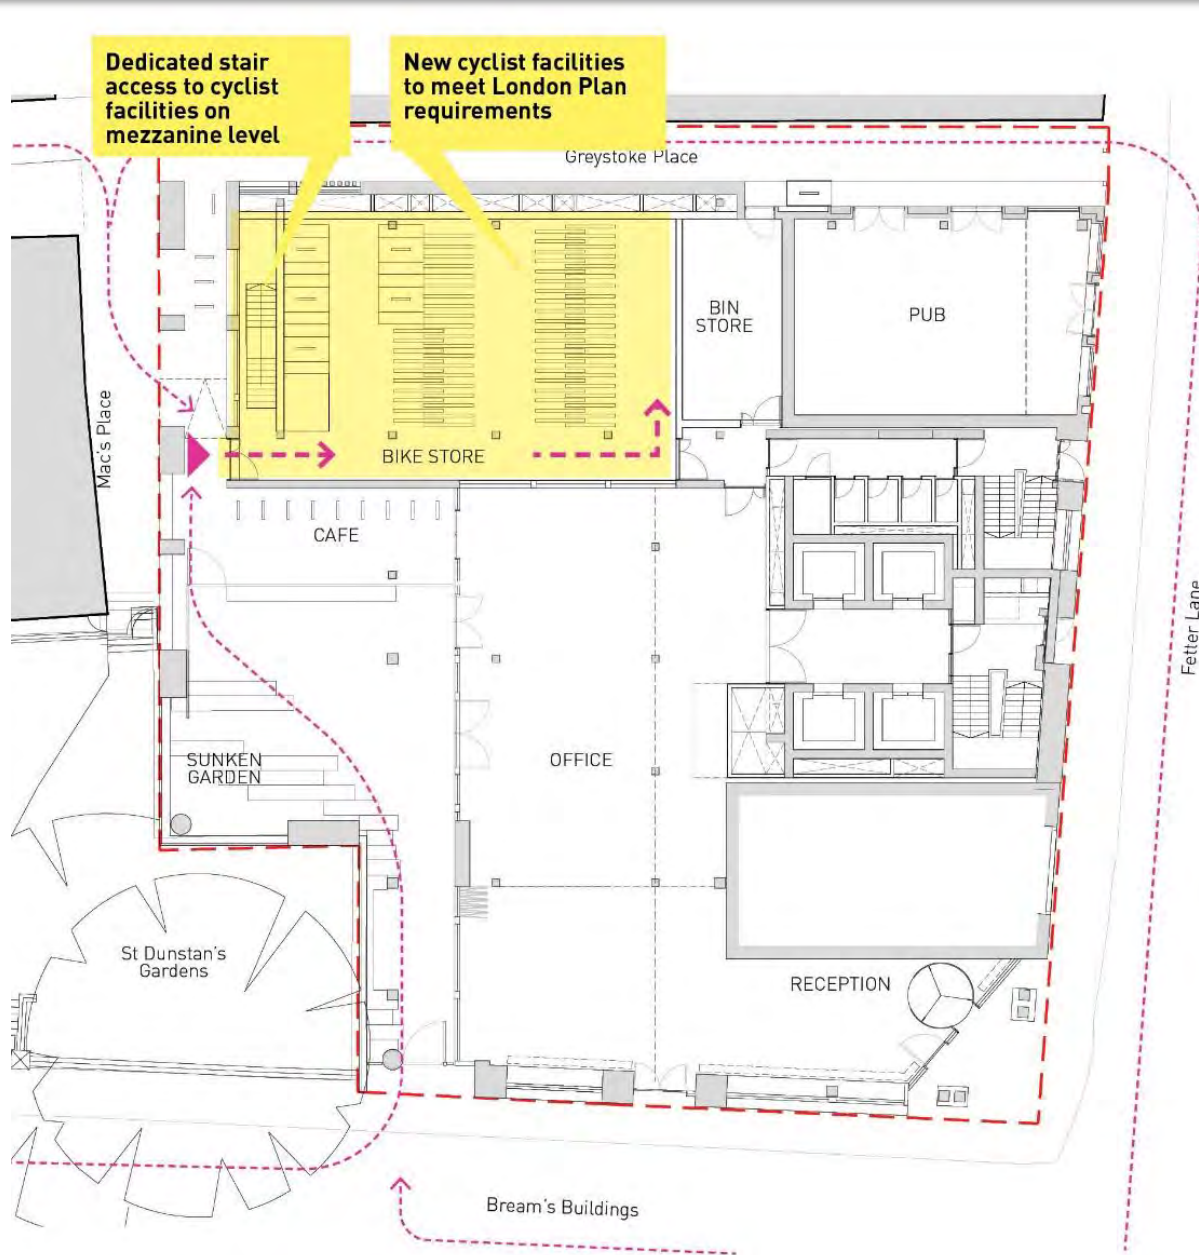 Dedicated stair
access to cyclist
facilities on
mezzanine level
New cyclist facilities
to meet London Plan
requirements
Greystoke Place
BIN
STORE
PUB
Mac's Place
BIKE STORE
CAFE
Fetter Lane
SUNKEN
GARDEN
OFFICE
St Dunstan's
Gardens
RECEPTION
Bream's Buildings